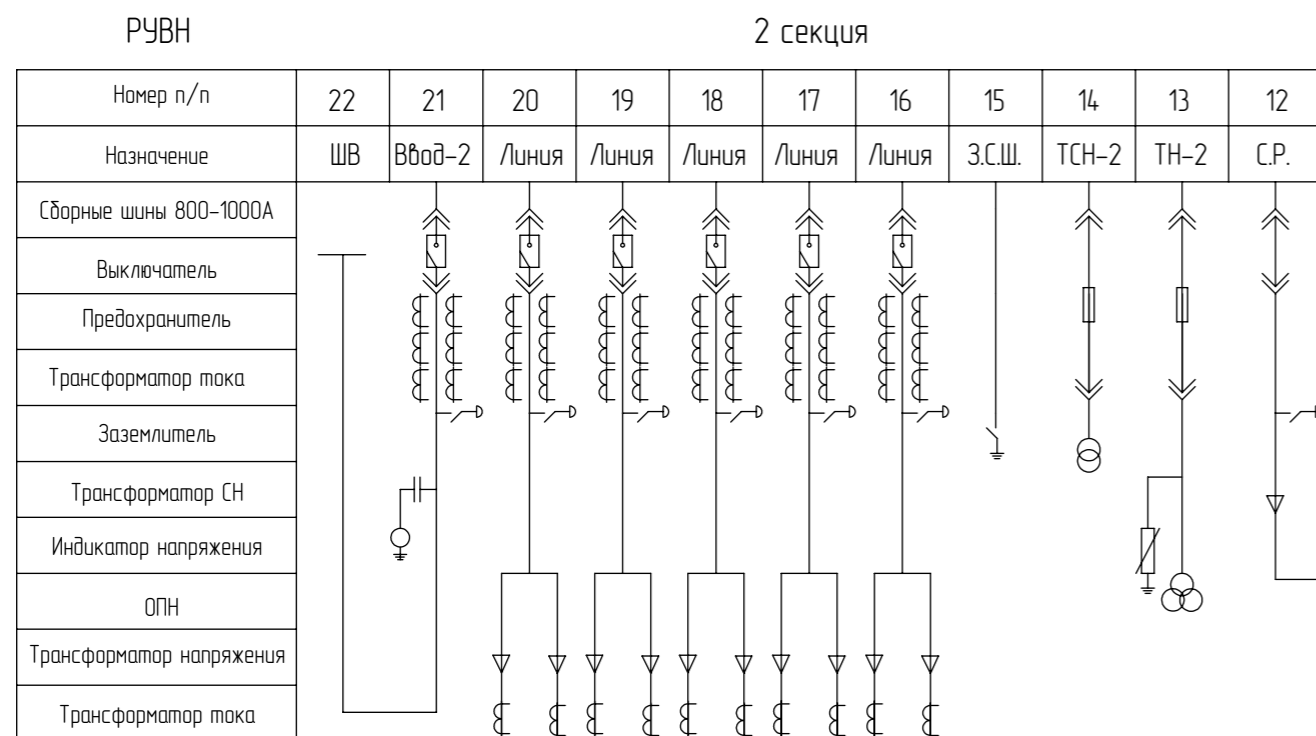 РУВН
2 секция
Номер п/п 22 21 20 19 18 17 16 15 14 13 12
Назначение ШВ Ввод-2 Линия Линия Линия Линия Линия З.С.Ш. ТСН-2 ТН-2 С.Р.
Сборные шины 800-1000А
Выключатель
Предохранитель
Трансформатор тока
Заземлитель
Трансформатор СН
Индикатор напряжения
ОПН
Трансформатор напряжения
Трансформатор тока